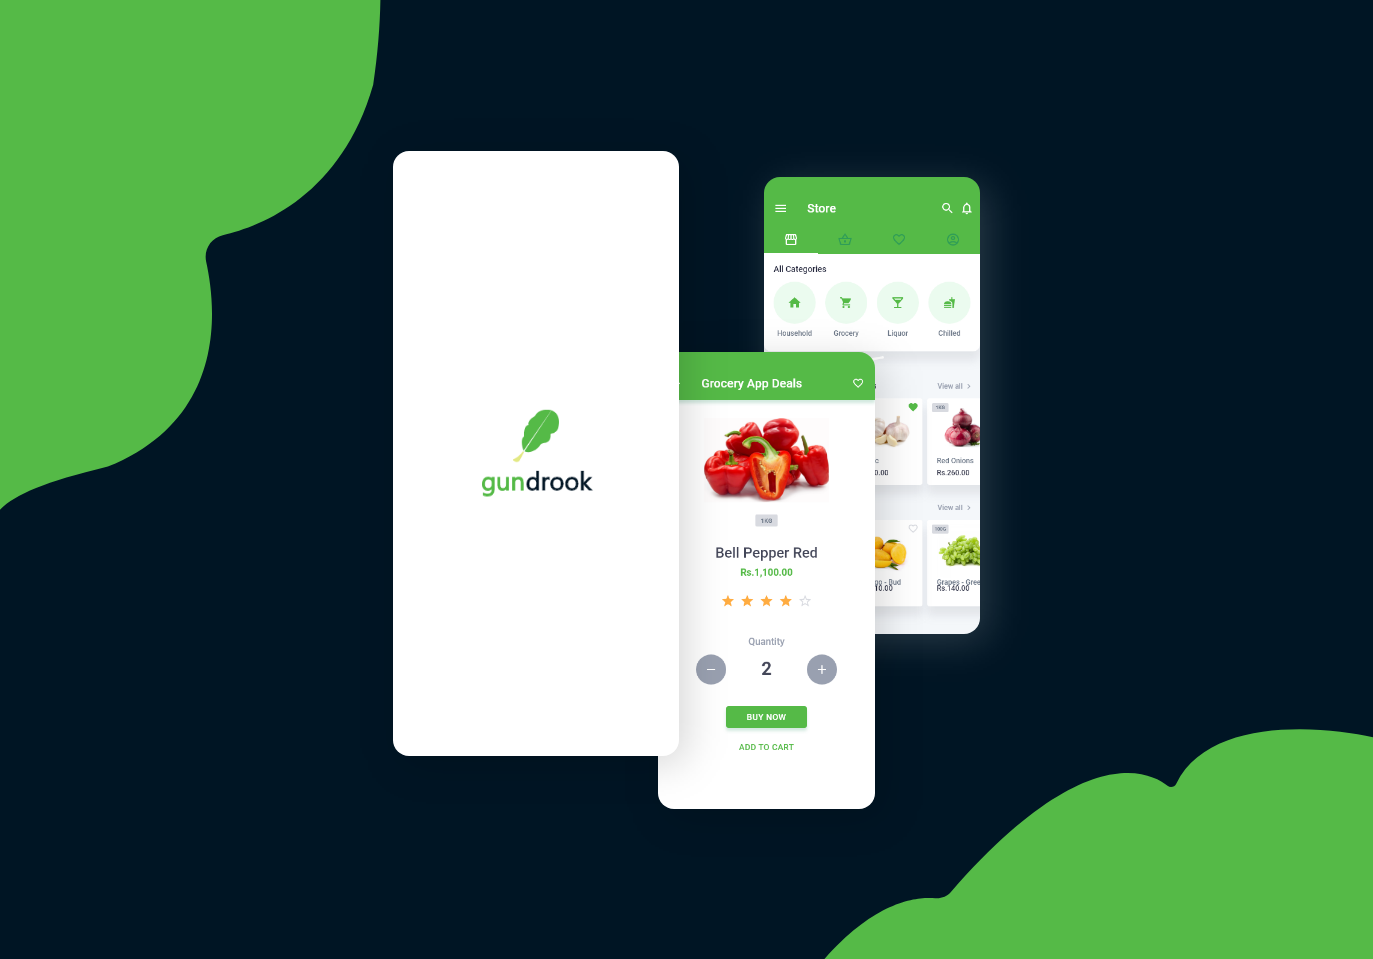 gundrook
Grocery App Deals
1KG
Bell Pepper Red
Rs.1,100.00
Quantity
2
BUY NOW
ADD TO CART
Store
All Categories
Household
Grocery
Liquor
Chilled
View all
1KG
Red Onions
0.00
Rs.260.00
View all
100G
- Bud
Grapes - Gree
10.00
Rs.140.00